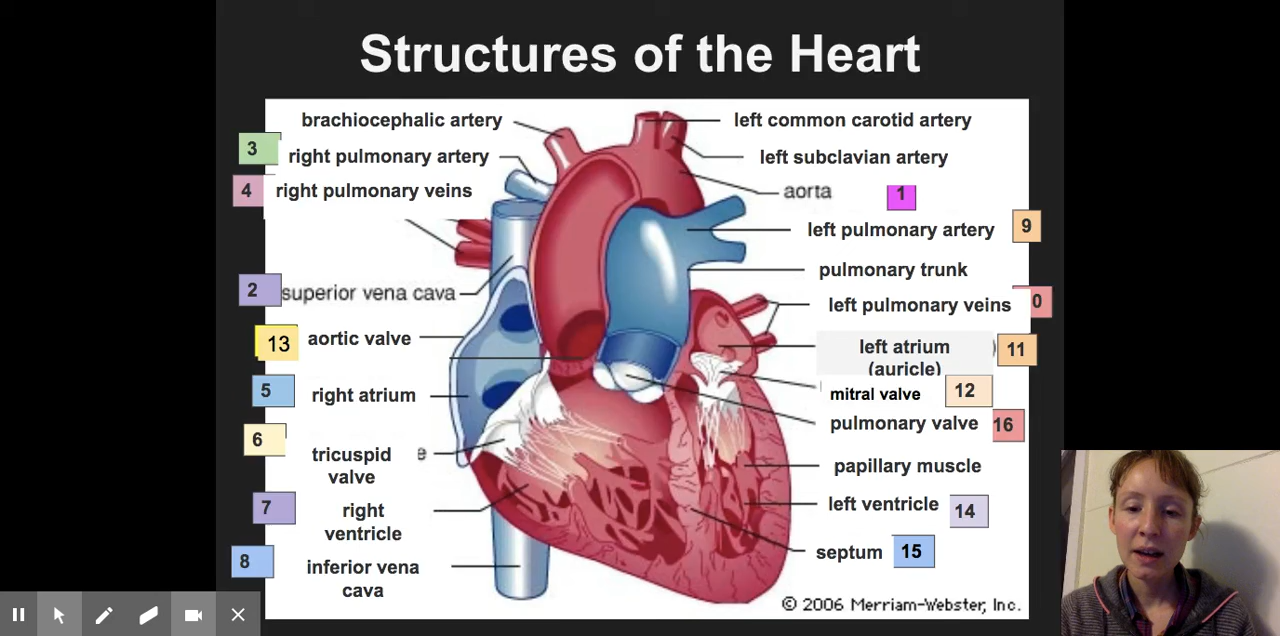 Structures of the Heart
brachiocephalic artery
left common carotid artery
3
right pulmonary artery
left subclavian artery
4
right pulmonary veins
aorta
1
left pulmonary artery
9
pulmonary trunk
2
superior vena cava
left pulmonary veins
0
13
aortic valve
left atrium
(auricle)
)
11
5
right atrium
mitral valve
12
pulmonary valve
16
6
tricuspid
valve
e
papillary muscle
7
right
ventricle
left ventricle
14
septum
15
8
inferior vena
cava
© 2006 Merriam-Webster, Inc.